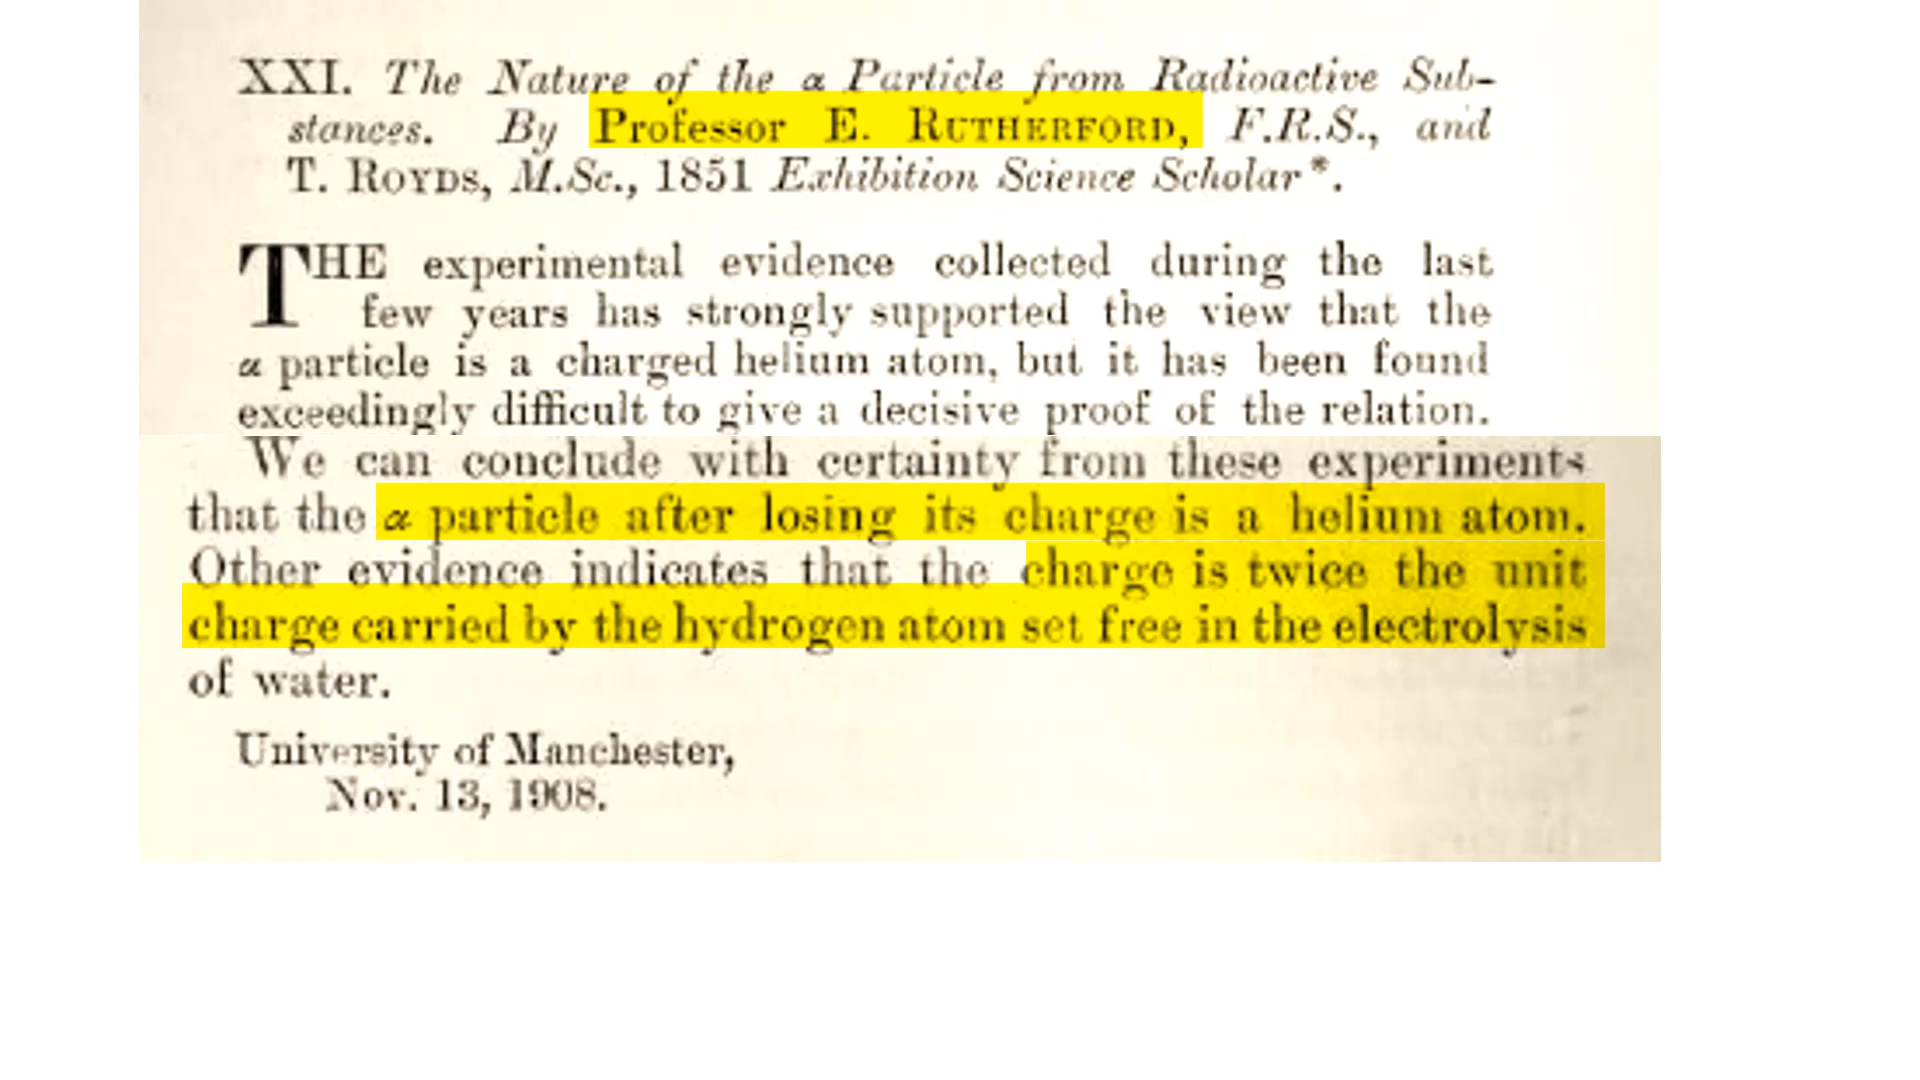 XXI. The Nature of the α Particle from Radioactive Sub-
stances. By Professor E. RUTHERFORD, F.R.S., and
T. ROYDS, M.Sc., 1851 Exhibition Science Scholar*.
THE experimental evidence collected during the last
few years has strongly supported the view that the
α particle is a charged helium atom, but it has been found
exceedingly difficult to give a decisive proof of the relation.
We can conclude with certainty from these experiments
that the α particle after losing its charge is a helium atom.
Other evidence indicates that the charge is twice the unit
charge carried by the hydrogen atom set free in the electrolysis
of water.
University of Manchester,
Nov. 13, 1908.